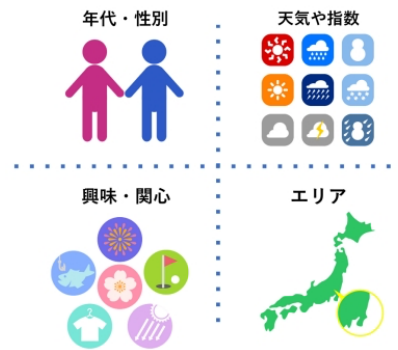 年代・性別
天気や指数
興味・関心
エリア